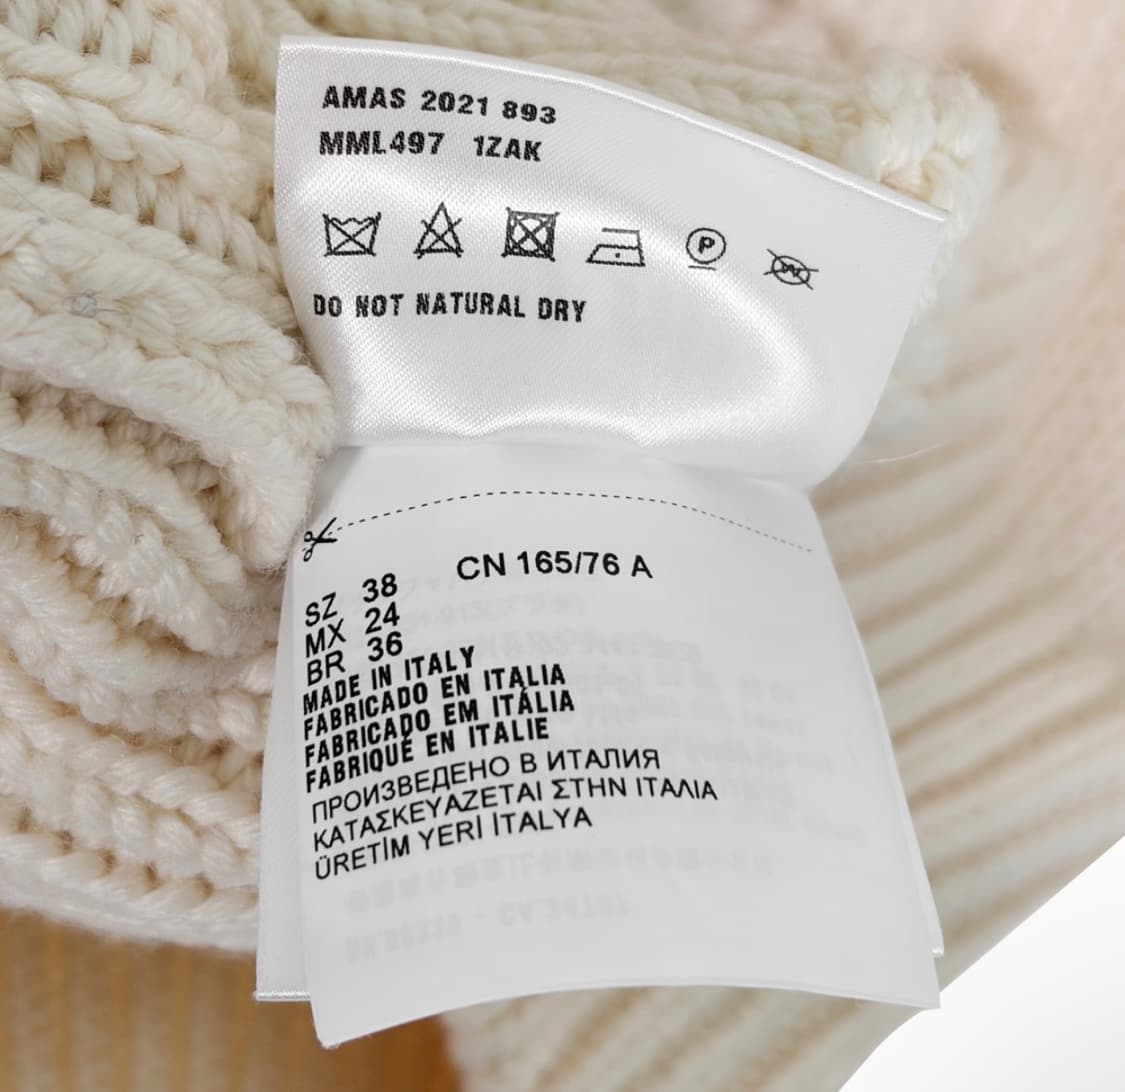 AMAS 2021 893
MML497 1ZAK
P
DO NOT NATURAL DRY
CN 165/76 A
SZ 38
MX 24
BR 36
MADE IN ITALY
FABRICADO EN ITALIA
FABRICADO EM ITÁLIA
FABRIQUÉ EN ITALIE
ПРОИЗВЕДЕНО В ИТАЛИЯ
ΚΑΤΑΣΚΕΥΑΖΕΤΑΙ ΣΤΗΝ ΙΤΑΛΙΑ
ÜRETİM YERİ İTALYA